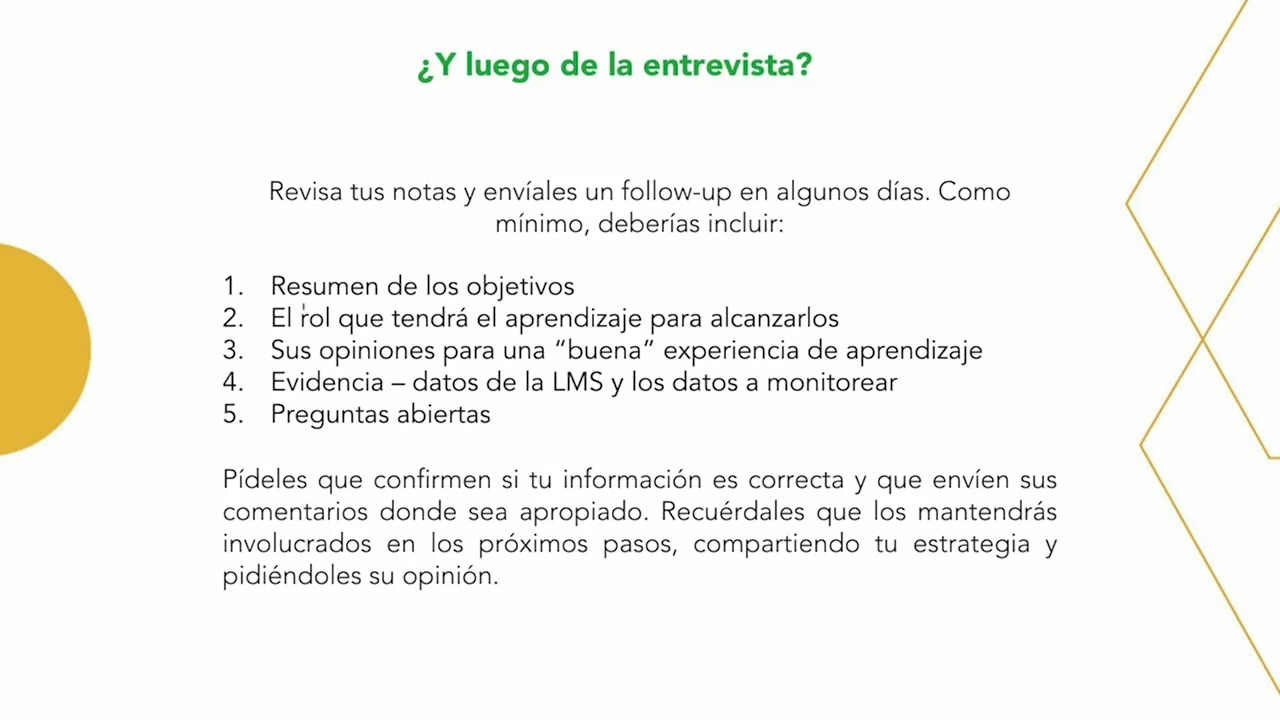 ¿Y luego de la entrevista?
Revisa tus notas y envíales un follow-up en algunos días. Como
mínimo, deberías incluir:
1. Resumen de los objetivos
2. El rol que tendrá el aprendizaje para alcanzarlos
3. Sus opiniones para una “buena“ experiencia de aprendizaje
4. Evidencia – datos de la LMS y los datos a monitorear
5. Preguntas abiertas
Pídeles que confirmen si tu información es correcta y que envíen sus
comentarios donde sea apropiado. Recuérdales que los mantendrás
involucrados en los próximos pasos, compartiendo tu estrategia y
pidiéndoles su opinión.